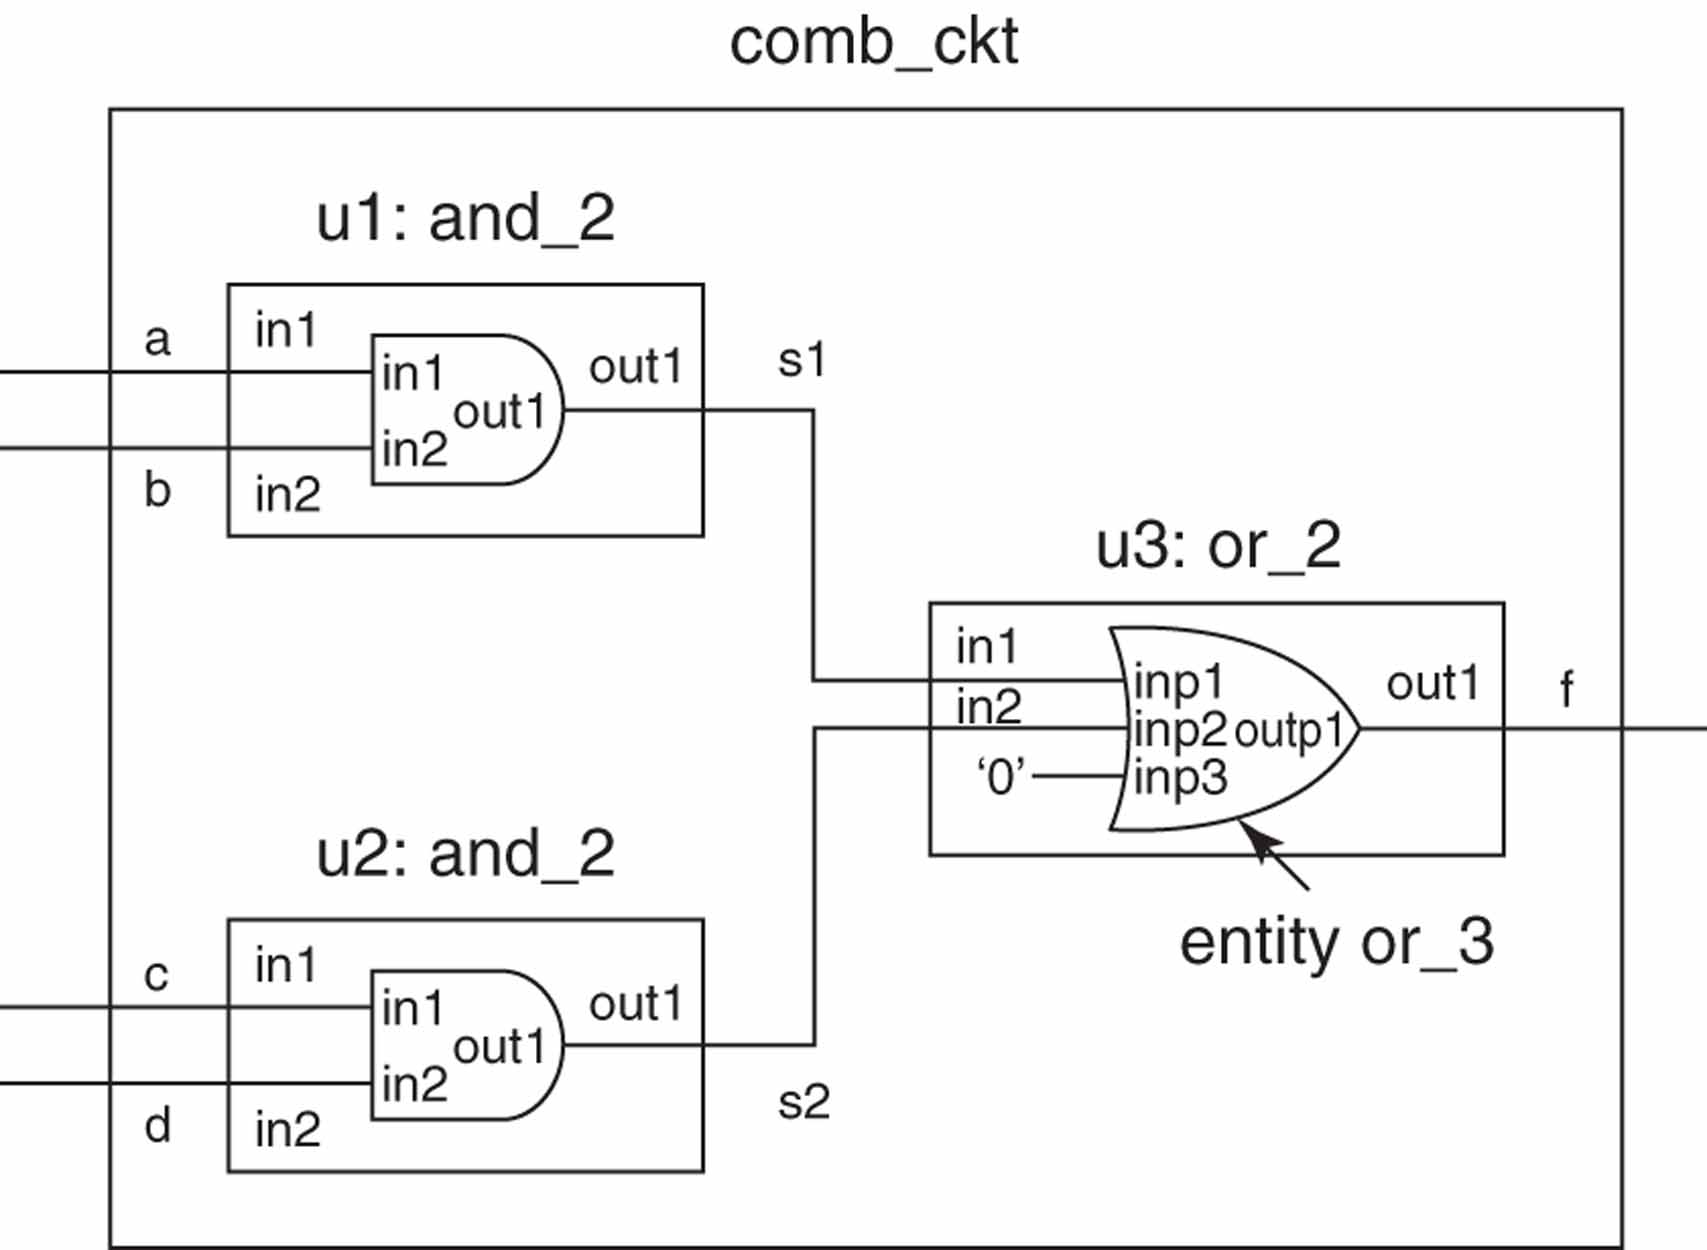 comb_ckt
u1: and_2
a
in1
in1
out1
out1
s1
in2
b
in2
u3: or_2
in1
inp1
out1
f
in2
inp2
outp1
‘0’
inp3
entity or_3
u2: and_2
c
in1
in1
out1
out1
in2
s2
d
in2